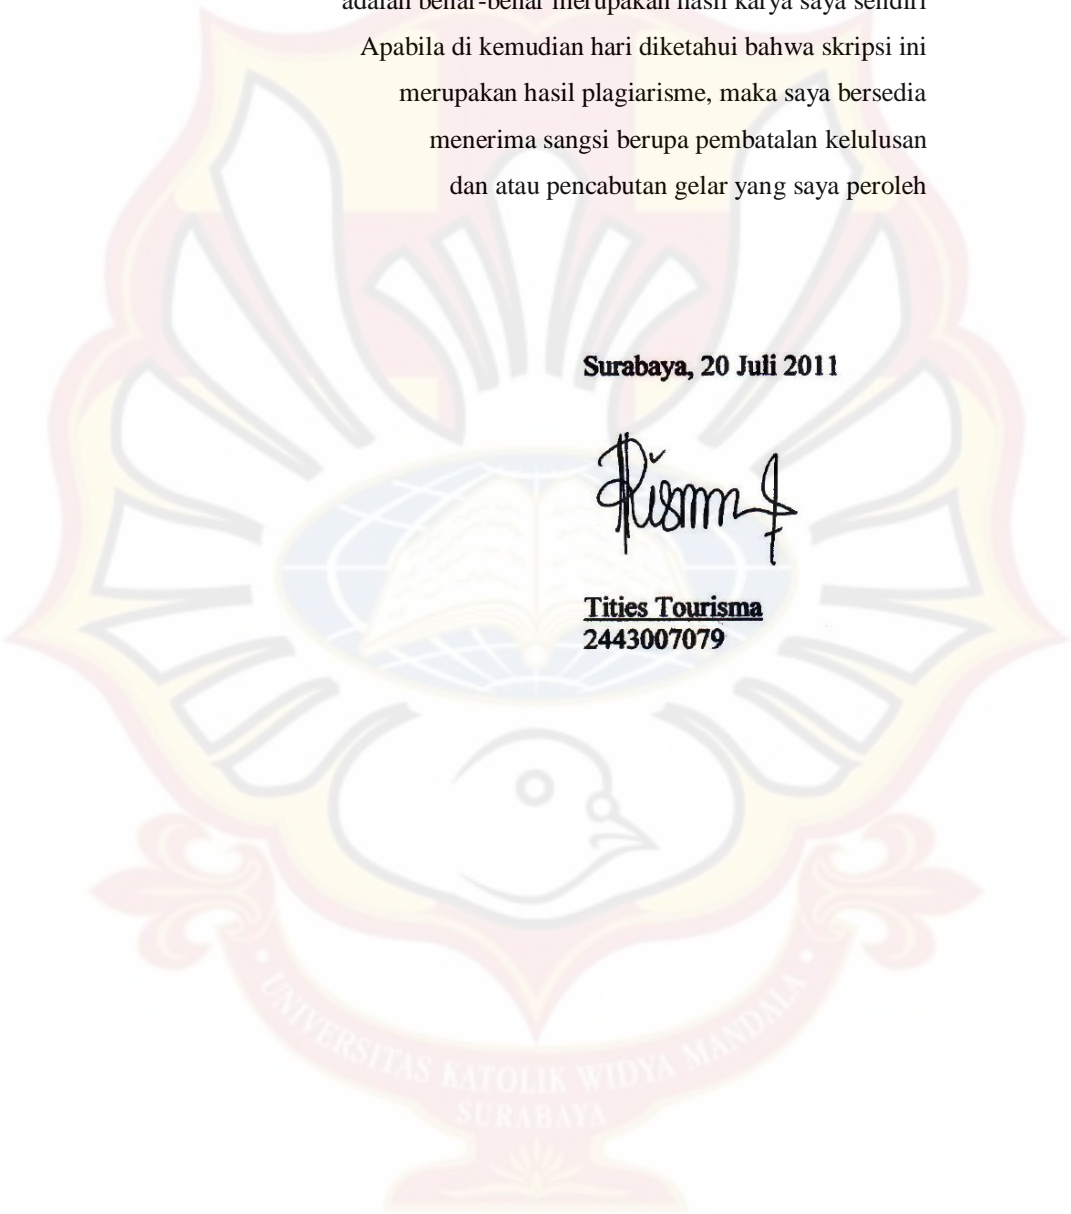 adalah benar-benar merupakan hasil karya saya sendiri
Apabila di kemudian hari diketahui bahwa skripsi ini
merupakan hasil plagiarisme, maka saya bersedia
menerima sangsi berupa pembatalan kelulusan
dan atau pencabutan gelar yang saya peroleh
Surabaya, 20 Juli 2011
Tities Tourisma
2443007079
UNIVERSITAS KATOLIK WIDYA MANDALA
SURABAYA